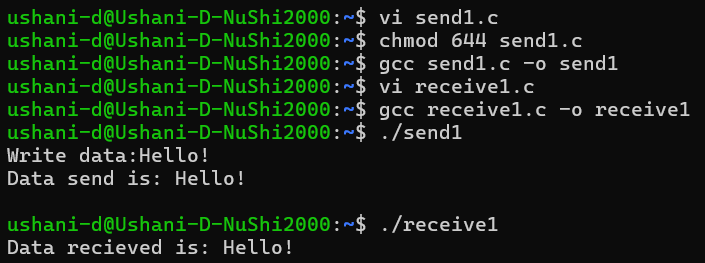 ushani-d@Ushani-D-NuShi2000:~$ vi send1.c
ushani-d@Ushani-D-NuShi2000:~$ chmod 644 send1.c
ushani-d@Ushani-D-NuShi2000:~$ gcc send1.c -o send1
ushani-d@Ushani-D-NuShi2000:~$ vi receive1.c
ushani-d@Ushani-D-NuShi2000:~$ gcc receive1.c -o receive1
ushani-d@Ushani-D-NuShi2000:~$ ./send1
Write data:Hello!
Data send is: Hello!
ushani-d@Ushani-D-NuShi2000:~$ ./receive1
Data recieved is: Hello!